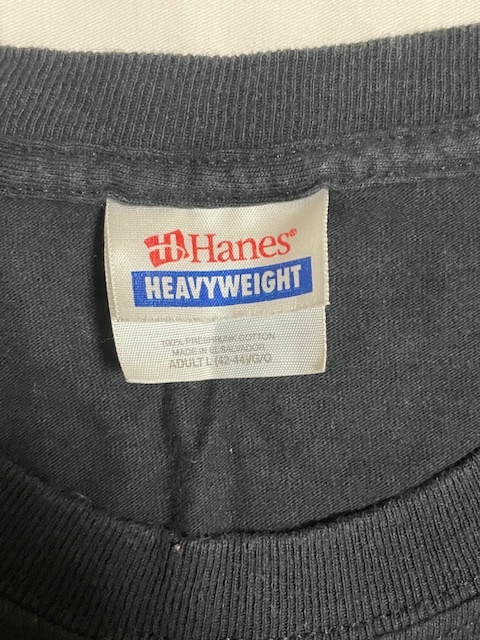 H Hanes®
HEAVYWEIGHT
100% PRESHRUNK COTTON
MADE IN EL SALVADOR
ADULT L (42-44)/G/G